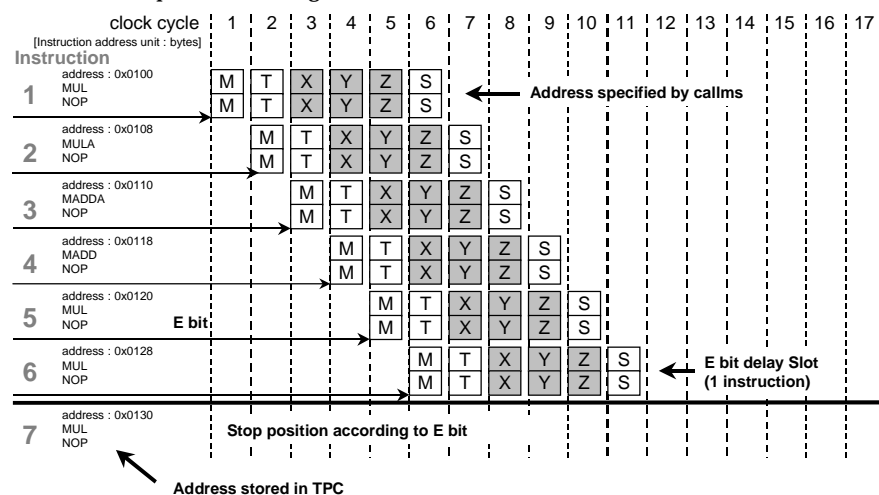 clock cycle 1 2 3 4 5 6 7 8 9 10 11 12 13 14 15 16 17
[Instruction address unit : bytes]
Instruction
1
address : 0x0100
MUL
NOP
M T X Y Z S
M T X Y Z S
Address specified by callms
2
address : 0x0108
MULA
NOP
M T X Y Z S
M T X Y Z S
3
address : 0x0110
MADDA
NOP
M T X Y Z S
M T X Y Z S
4
address : 0x0118
MADD
NOP
M T X Y Z S
M T X Y Z S
5
address : 0x0120
MUL
NOP
E bit
M T X Y Z S
M T X Y Z S
6
address : 0x0128
MUL
NOP
M T X Y Z S
M T X Y Z S
E bit delay Slot
(1 instruction)
7
address : 0x0130
MUL
NOP
Stop position according to E bit
Address stored in TPC